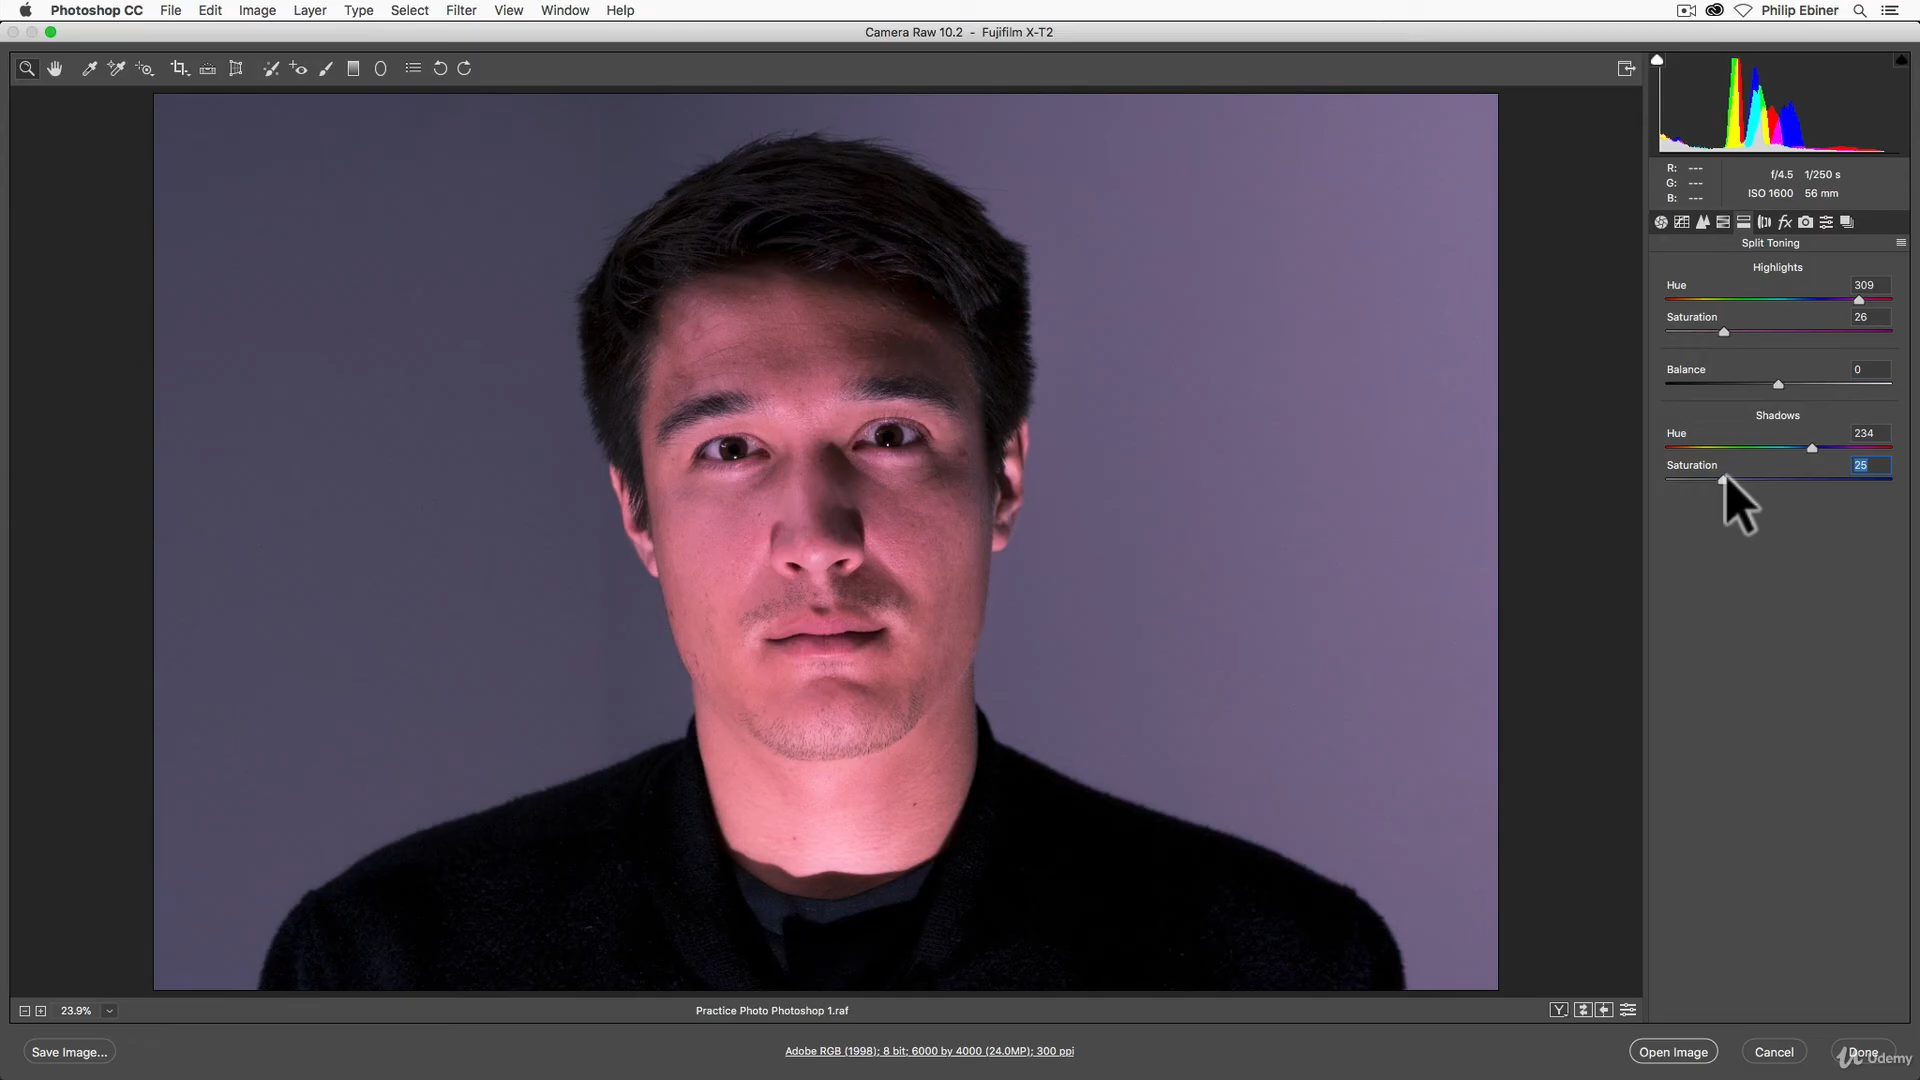 Photoshop CC File Edit Image Layer Type Select Filter View Window Help Philip Ebiner
Camera Raw 10.2 - Fujifilm X-T2
R: ---
G: ---
B: ---
f/4.5 1/250 s
ISO 1600 56 mm
fx
Split Toning
Highlights
Hue 309
Saturation 26
Balance 0
Shadows
Hue 234
Saturation 25
23.9%
Practice Photo Photoshop 1.raf
Y
Save Image...
Adobe RGB (1998); 8 bit; 6000 by 4000 (24.0MP); 300 ppi
Open Image
Cancel
Done
Udemy